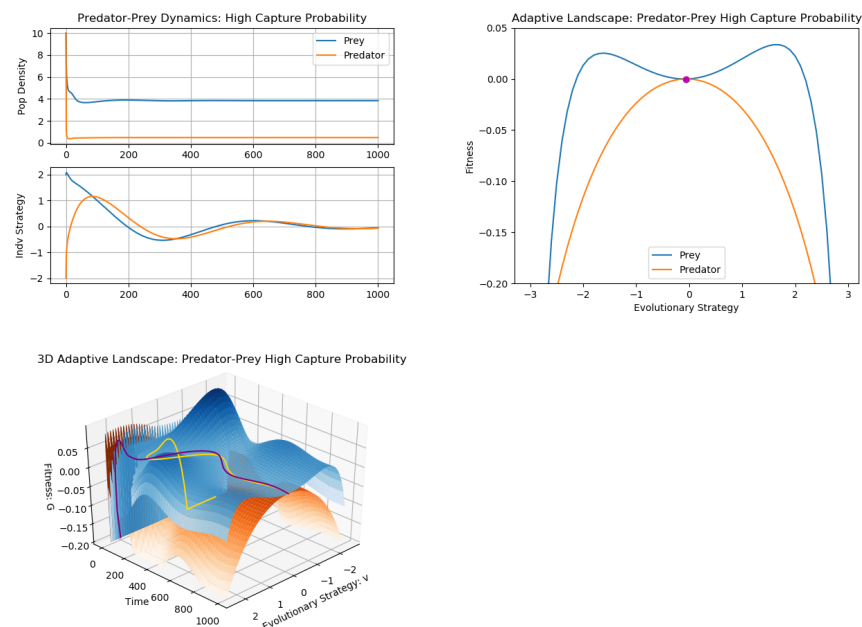 Predator-Prey Dynamics: High Capture Probability
Pop Density
10
8
6
4
2
0
Prey
Predator
0 200 400 600 800 1000
Indv Strategy
2
1
0
−1
−2
0 200 400 600 800 1000
Adaptive Landscape: Predator-Prey High Capture Probability
Fitness
0.05
0.00
−0.05
−0.10
−0.15
−0.20
Prey
Predator
−3 −2 −1 0 1 2 3
Evolutionary Strategy
3D Adaptive Landscape: Predator-Prey High Capture Probability
Fitness: G
0.05
0.00
−0.05
−0.10
−0.15
−0.20
0
200
400
600
800
1000
Time
2
1
0
−1
−2
Evolutionary Strategy: v